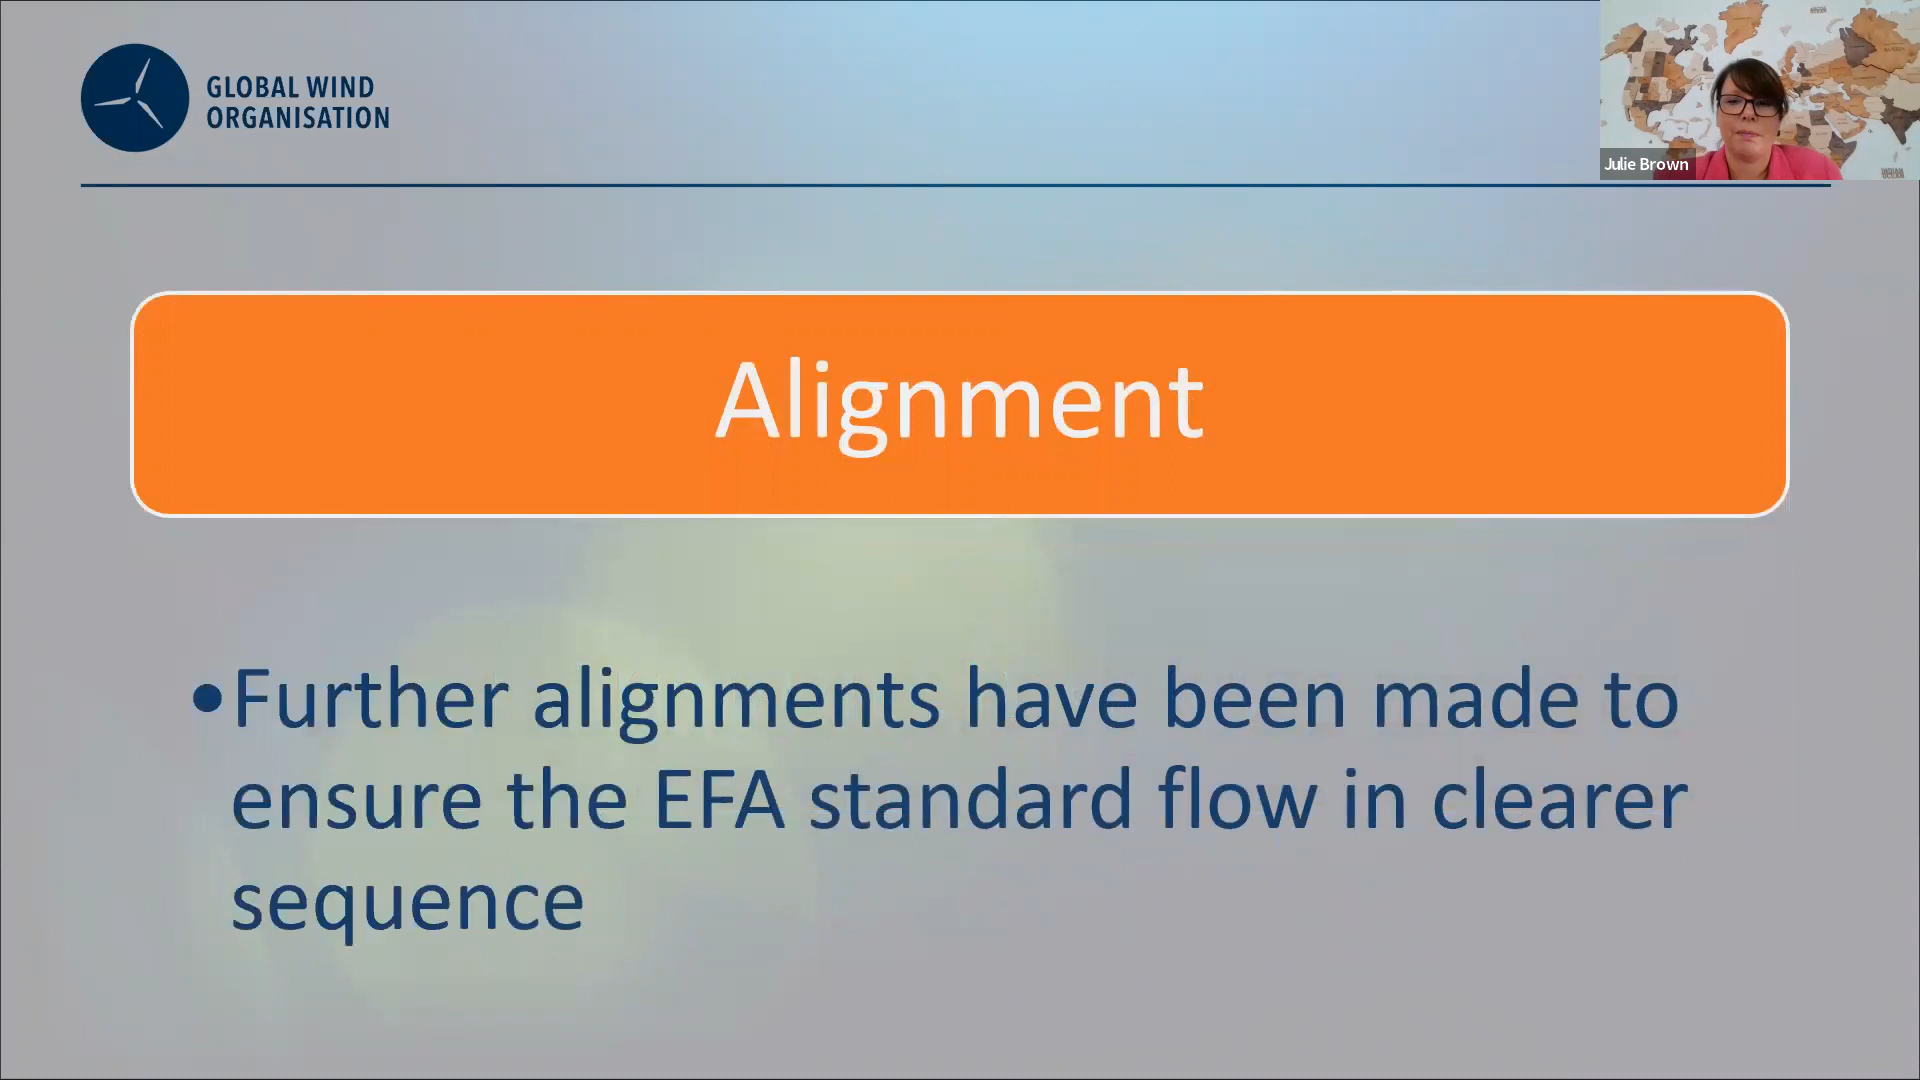 GLOBAL WIND
ORGANISATION
Julie Brown
Alignment
•Further alignments have been made to
ensure the EFA standard flow in clearer
sequence